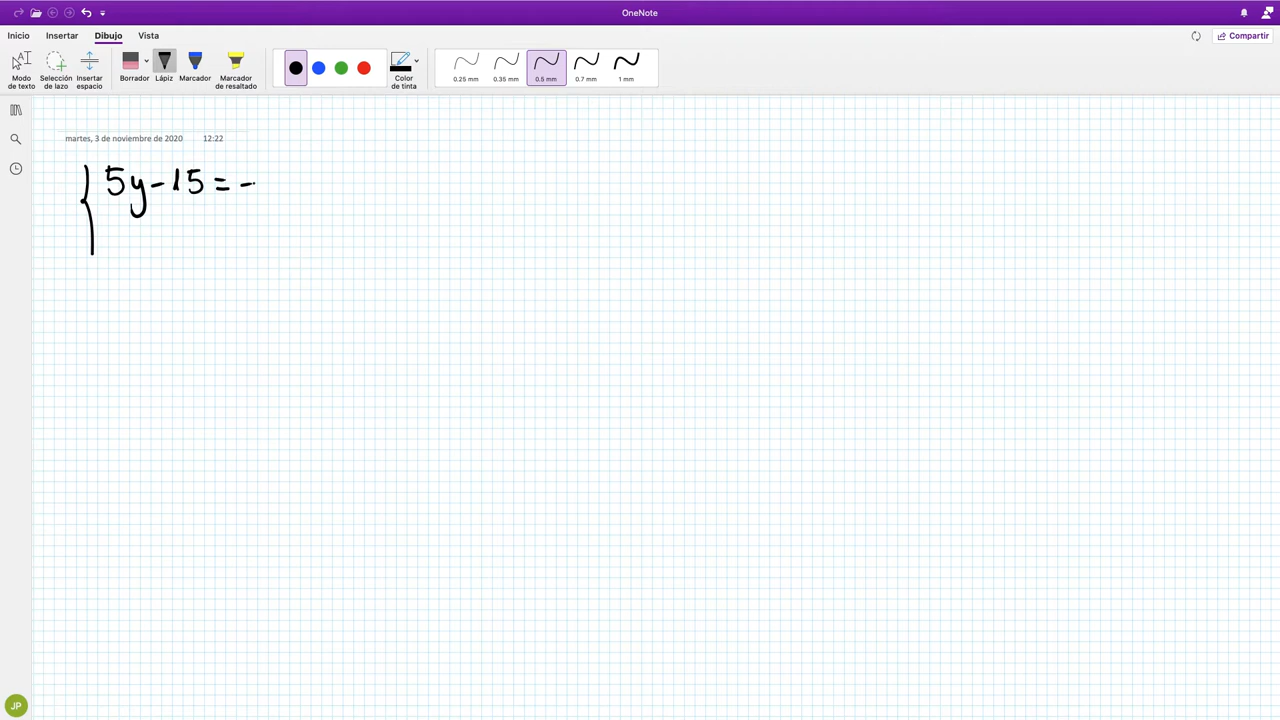 OneNote
Inicio Insertar Dibujo Vista Compartir
Modo de texto Selección de lazo Insertar espacio Borrador Lápiz Marcador Marcador de resaltado Color de tinta 0.25 mm 0.35 mm 0.5 mm 0.7 mm 1 mm
martes, 3 de noviembre de 2020 12:22
{ 5y-15=-
JP